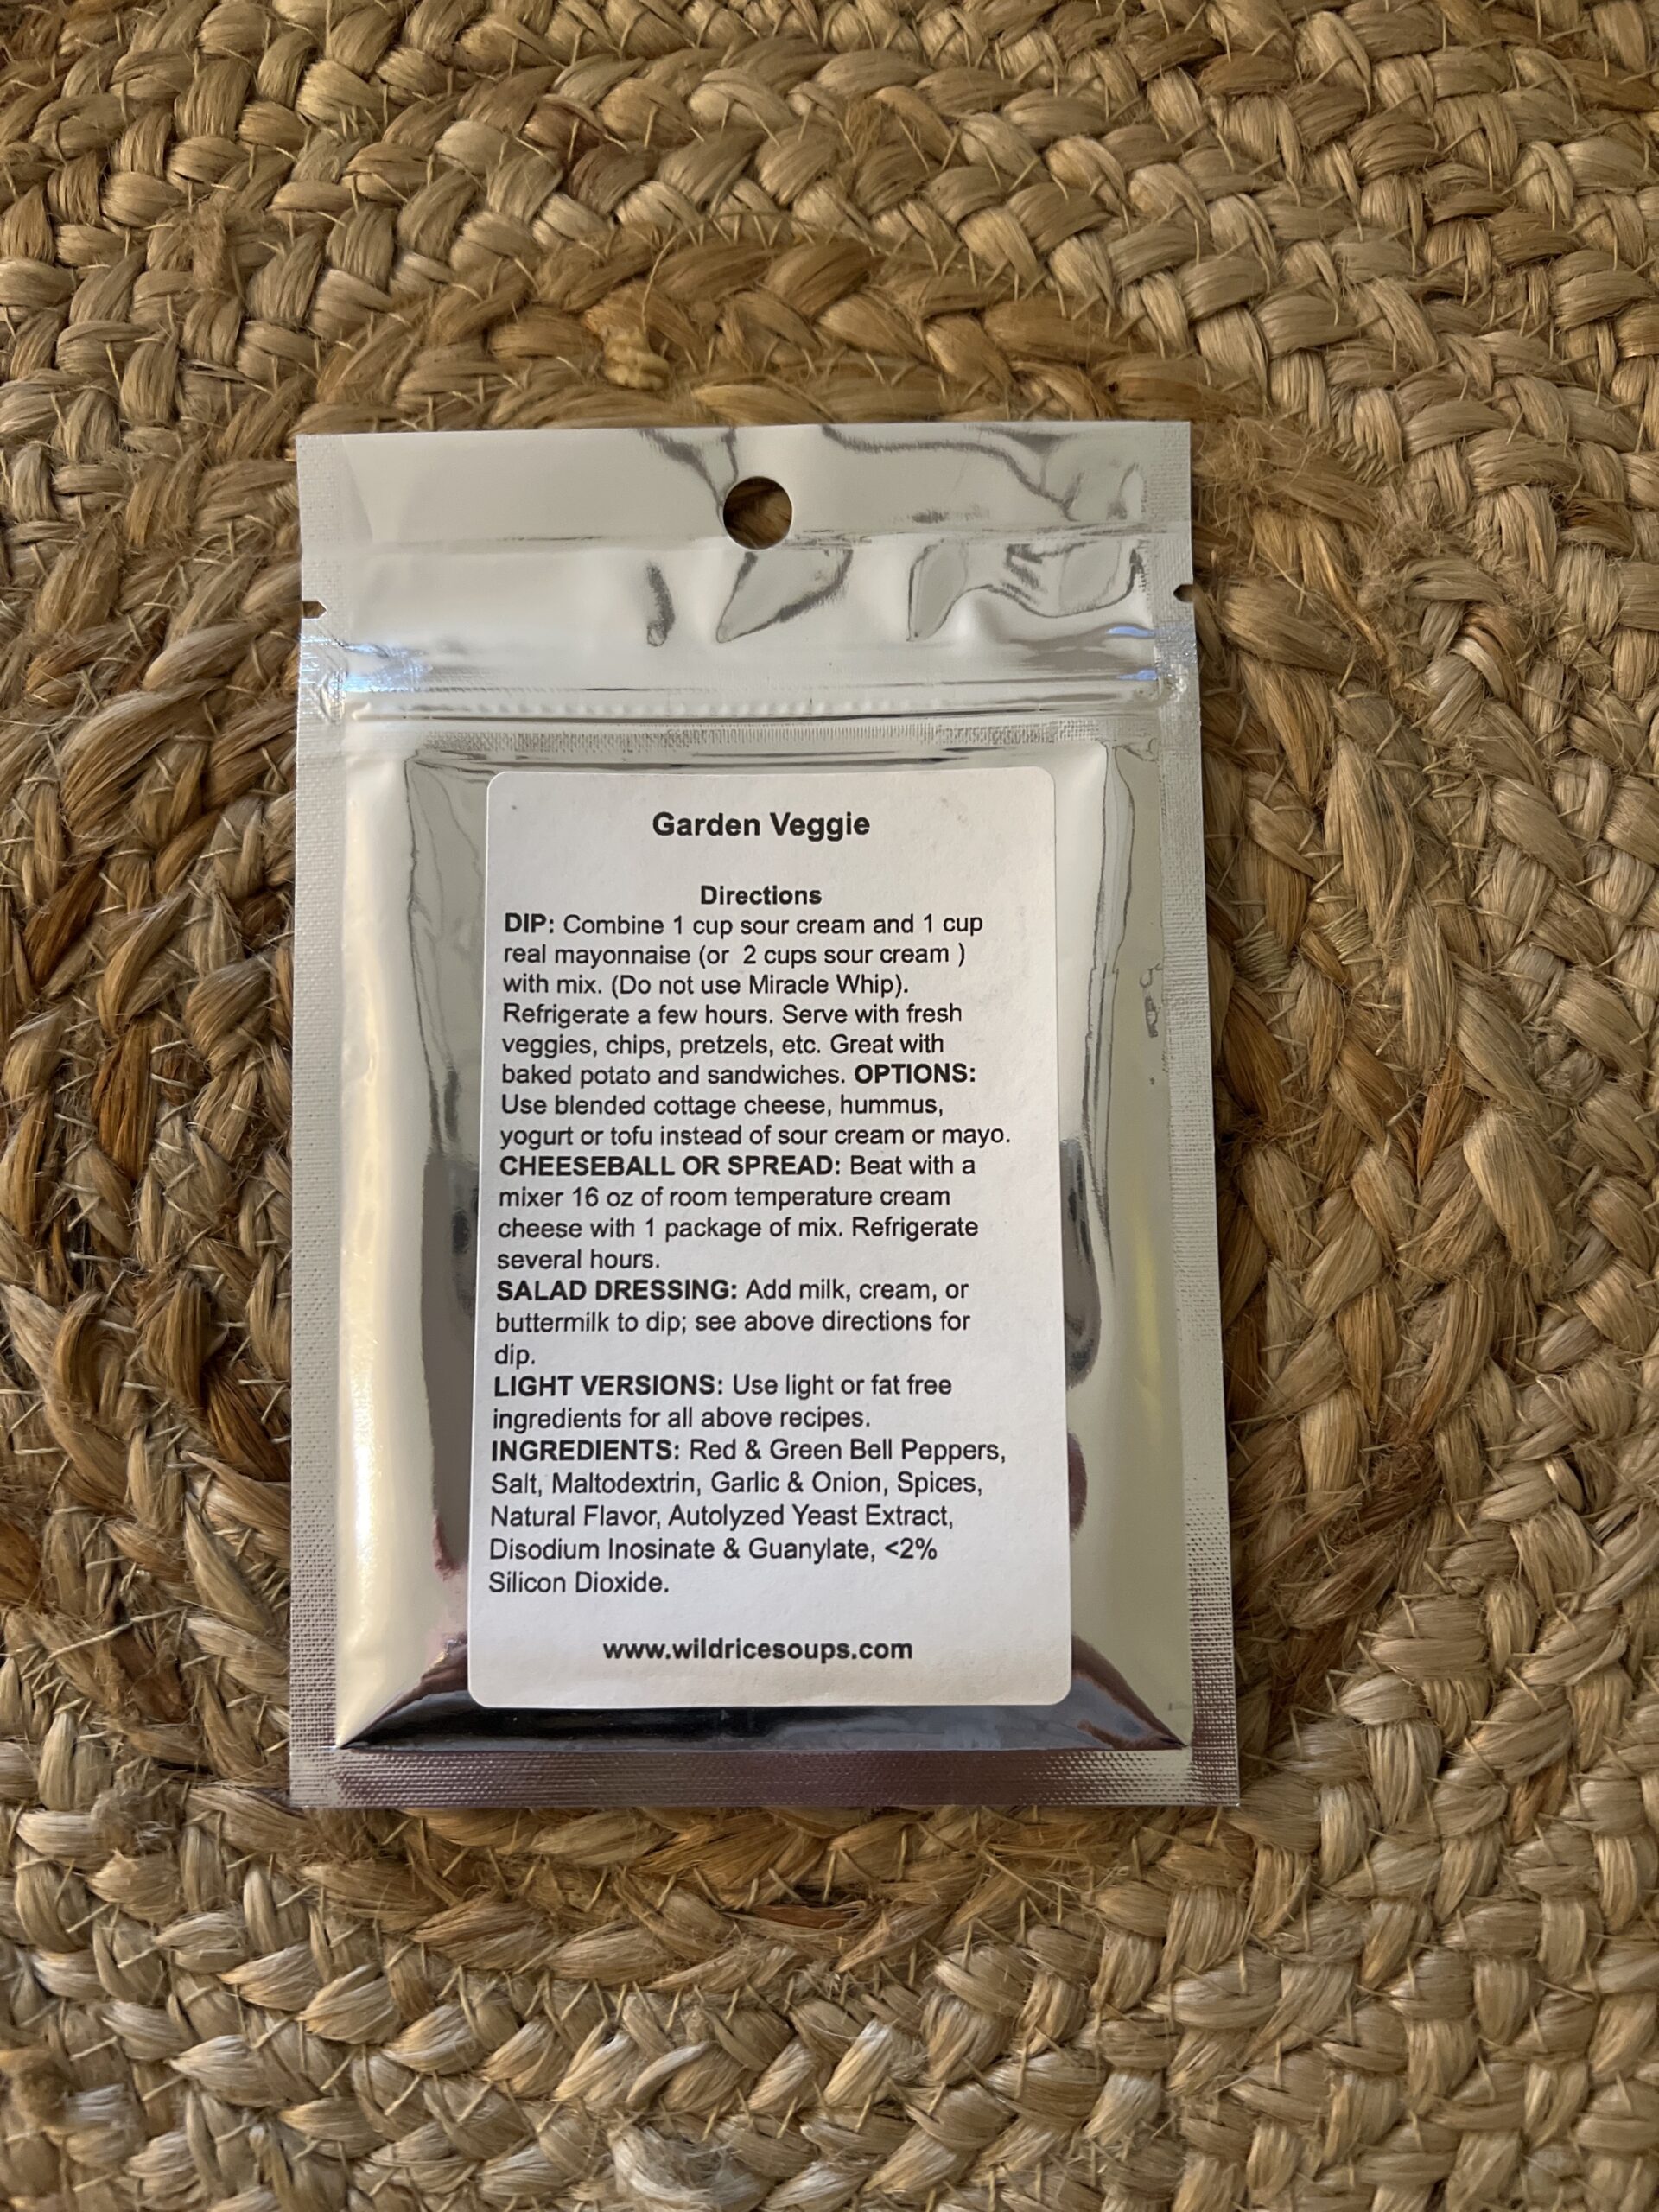 Garden Veggie
Directions
DIP: Combine 1 cup sour cream and 1 cup
real mayonnaise (or 2 cups sour cream )
with mix. (Do not use Miracle Whip).
Refrigerate a few hours. Serve with fresh
veggies, chips, pretzels, etc. Great with
baked potato and sandwiches. OPTIONS:
Use blended cottage cheese, hummus,
yogurt or tofu instead of sour cream or mayo.
CHEESEBALL OR SPREAD: Beat with a
mixer 16 oz of room temperature cream
cheese with 1 package of mix. Refrigerate
several hours.
SALAD DRESSING: Add milk, cream, or
buttermilk to dip; see above directions for
dip.
LIGHT VERSIONS: Use light or fat free
ingredients for all above recipes.
INGREDIENTS: Red & Green Bell Peppers,
Salt, Maltodextrin, Garlic & Onion, Spices,
Natural Flavor, Autolyzed Yeast Extract,
Disodium Inosinate & Guanylate, <2%
Silicon Dioxide.
www.wildricesoups.com